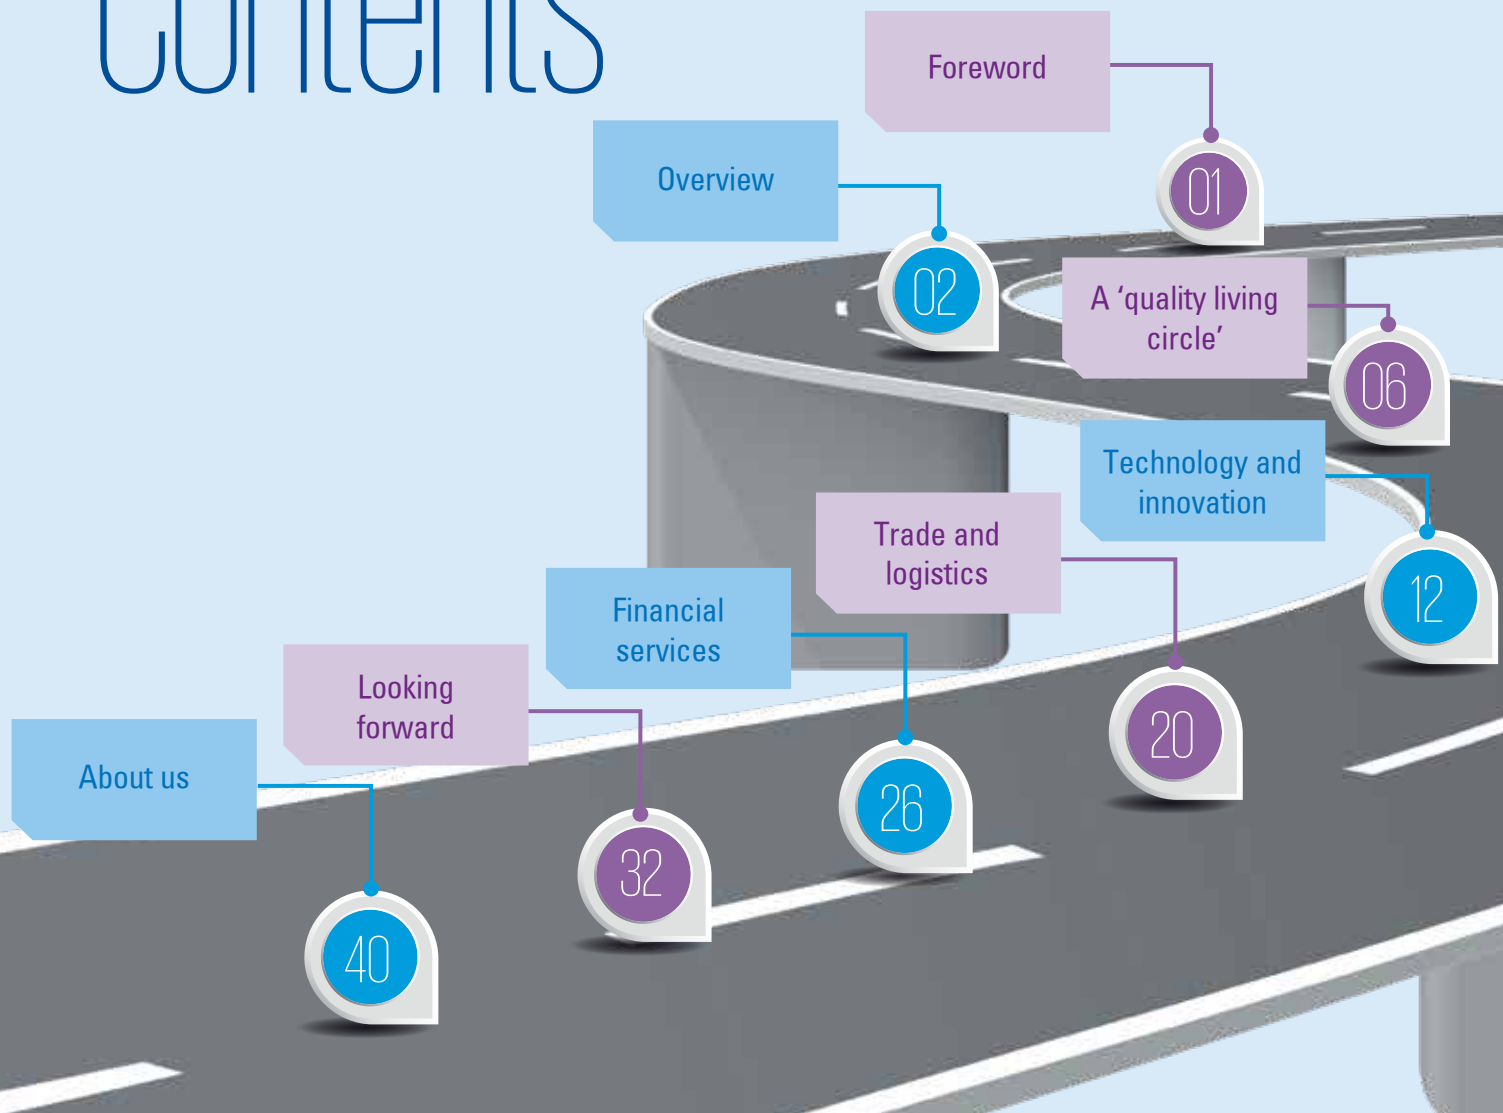 Contents
Foreword
01
Overview
02
A ‘quality living
circle’
06
Technology and
innovation
12
Trade and
logistics
20
Financial
services
26
Looking
forward
32
About us
40